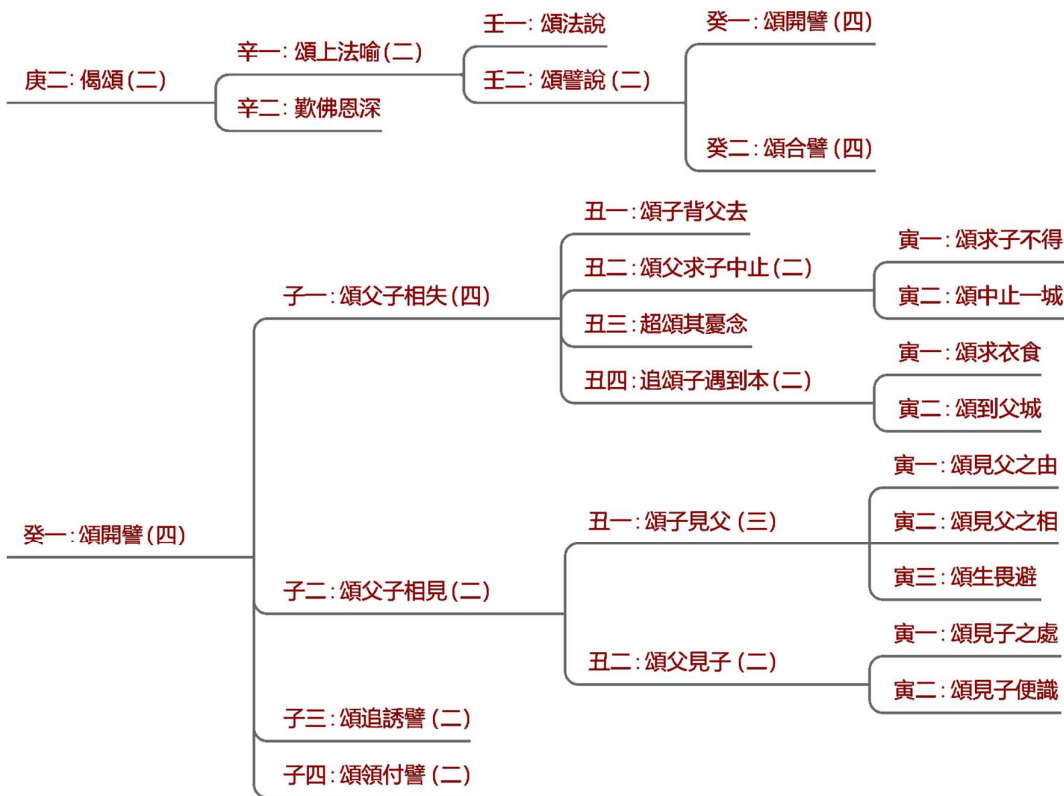 庚二：偈頌(二)
辛一：頌上法喻(二)
辛二：歎佛恩深
壬一：頌法說
壬二：頌譬說(二)
癸一：頌開譬(四)
癸二：頌合譬(四)
癸一：頌開譬(四)
子一：頌父子相失(四)
丑一：頌子背父去
丑二：頌父求子中止(二)
寅一：頌求子不得
寅二：頌中止一城
丑三：超頌其憂念
丑四：追頌子遇到本(二)
寅一：頌求衣食
寅二：頌到父城
子二：頌父子相見(二)
丑一：頌子見父(三)
寅一：頌見父之由
寅二：頌見父之相
寅三：頌生畏避
丑二：頌父見子(二)
寅一：頌見子之處
寅二：頌見子便識
子三：頌追誘譬(二)
子四：頌領付譬(二)